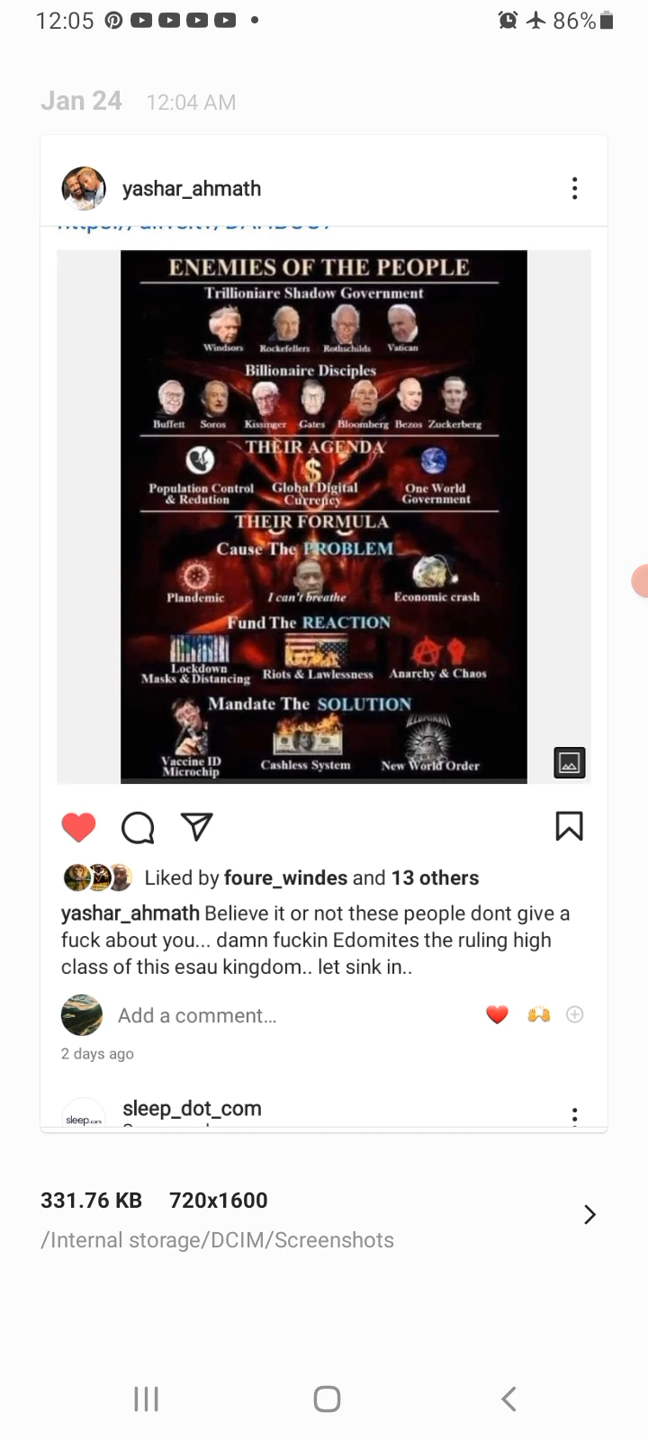 12:05
86%
Jan 24 12:04 AM
yashar_ahmath
ENEMIES OF THE PEOPLE
Trillioniare Shadow Government
Windsors Rockefellers Rothschilds Vatican
Billionaire Disciples
Buffett Soros Kissinger Gates Bloomberg Bezos Zuckerberg
THEIR AGENDA
$
Population Control & Redution
Global Digital Currency
One World Government
THEIR FORMULA
Cause The PROBLEM
Plandemic I can't breathe Economic crash
Fund The REACTION
Lockdown
Masks & Distancing Riots & Lawlessness Anarchy & Chaos
Mandate The SOLUTION
Vaccine ID
Microchip Cashless System New World Order
Liked by foure_windes and 13 others
yashar_ahmath Believe it or not these people dont give a
fuck about you... damn fuckin Edomites the ruling high
class of this esau kingdom.. let sink in..
Add a comment...
2 days ago
sleep_dot_com
sleep.com
331.76 KB 720x1600
/Internal storage/DCIM/Screenshots